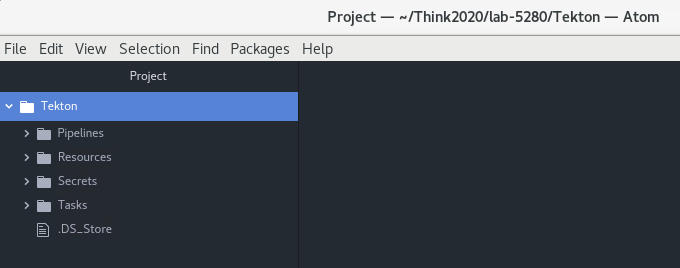 Project — ~/Think2020/lab-5280/Tekton — Atom
File Edit View Selection Find Packages Help
Project
Tekton
Pipelines
Resources
Secrets
Tasks
.DS_Store